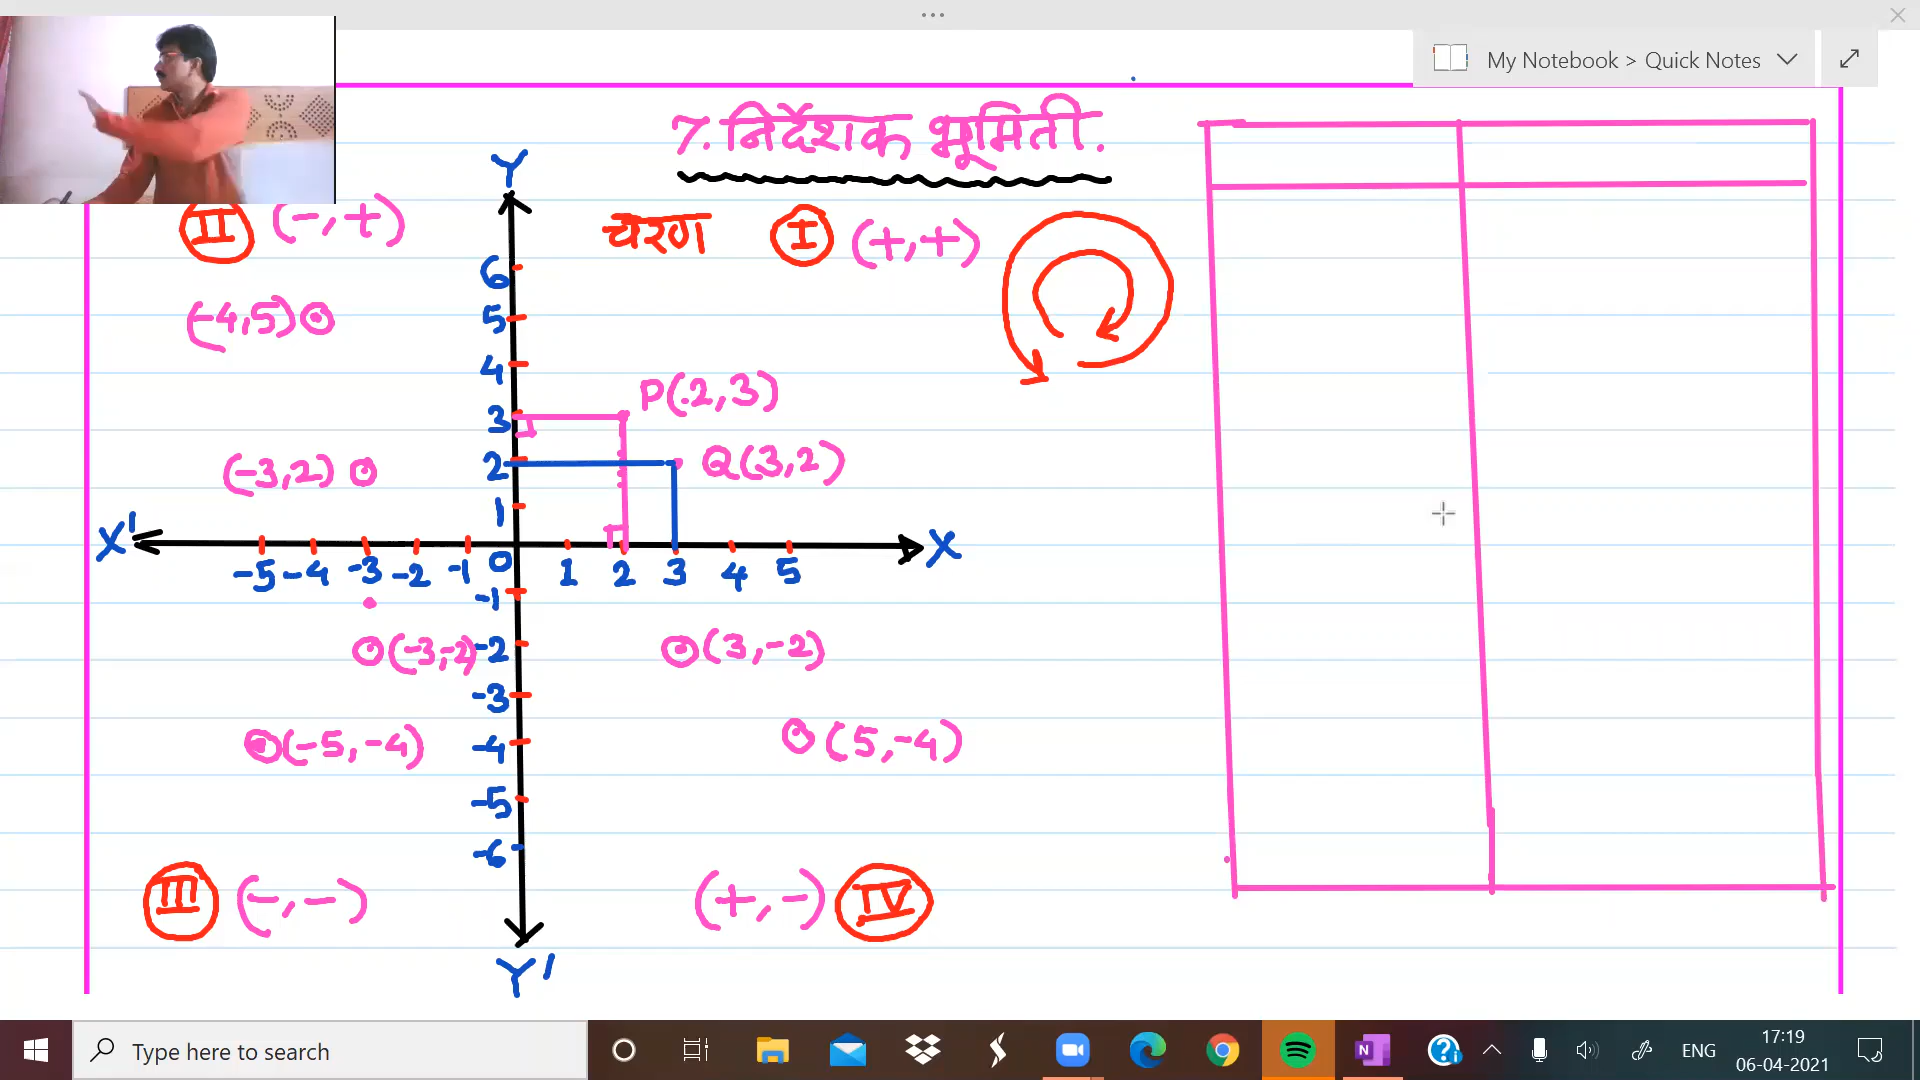 My Notebook > Quick Notes
7. निर्देशक भूमिती.
Y
II (-,+)
चरण I (+,+)
6
(-4,5)
5
4
P(2,3)
3
(-3,2)
2
Q(3,2)
1
X'
X
-5 -4 -3 -2 -1 0 1 2 3 4 5
-1
(-3,-2)
-2
(3,-2)
-3
(-5,-4)
-4
(5,-4)
-5
-6
III (-,-)
(+,-) IV
Y'
Type here to search
ENG
17:19
06-04-2021